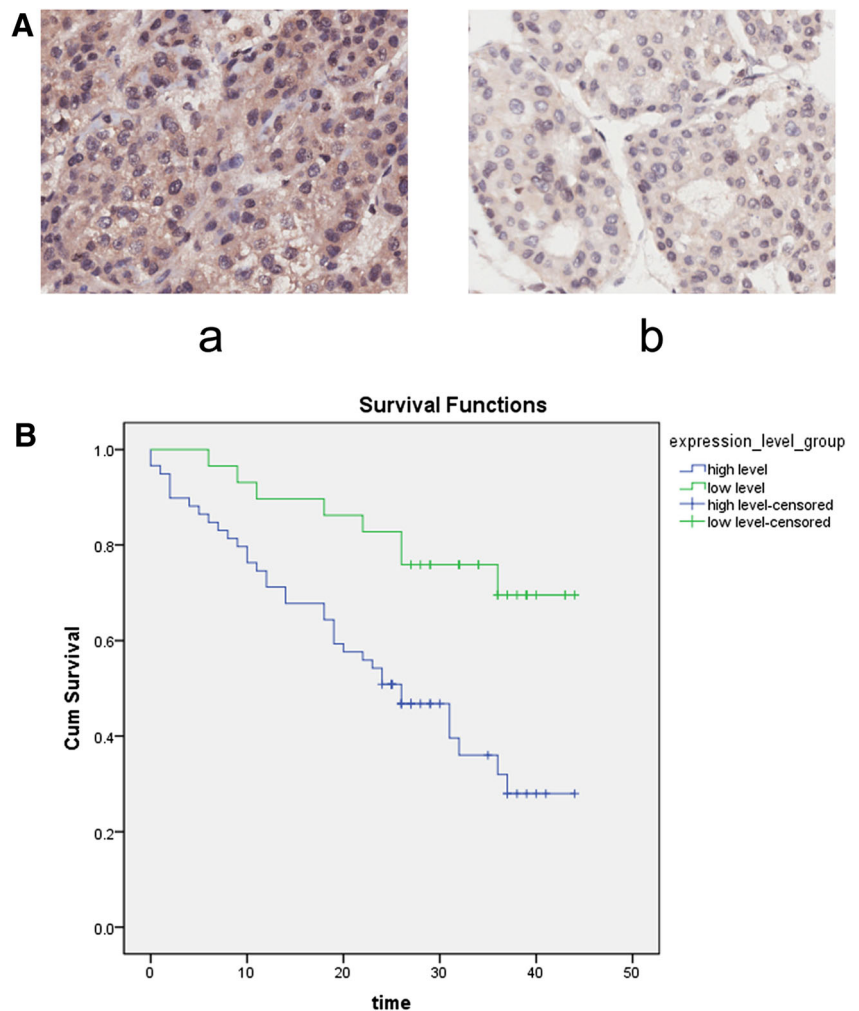 A
a
b
B
Survival Functions
expression_level_group
high level
low level
high level-censored
low level-censored
Cum Survival
1.0
0.8
0.6
0.4
0.2
0.0
0 10 20 30 40 50
time